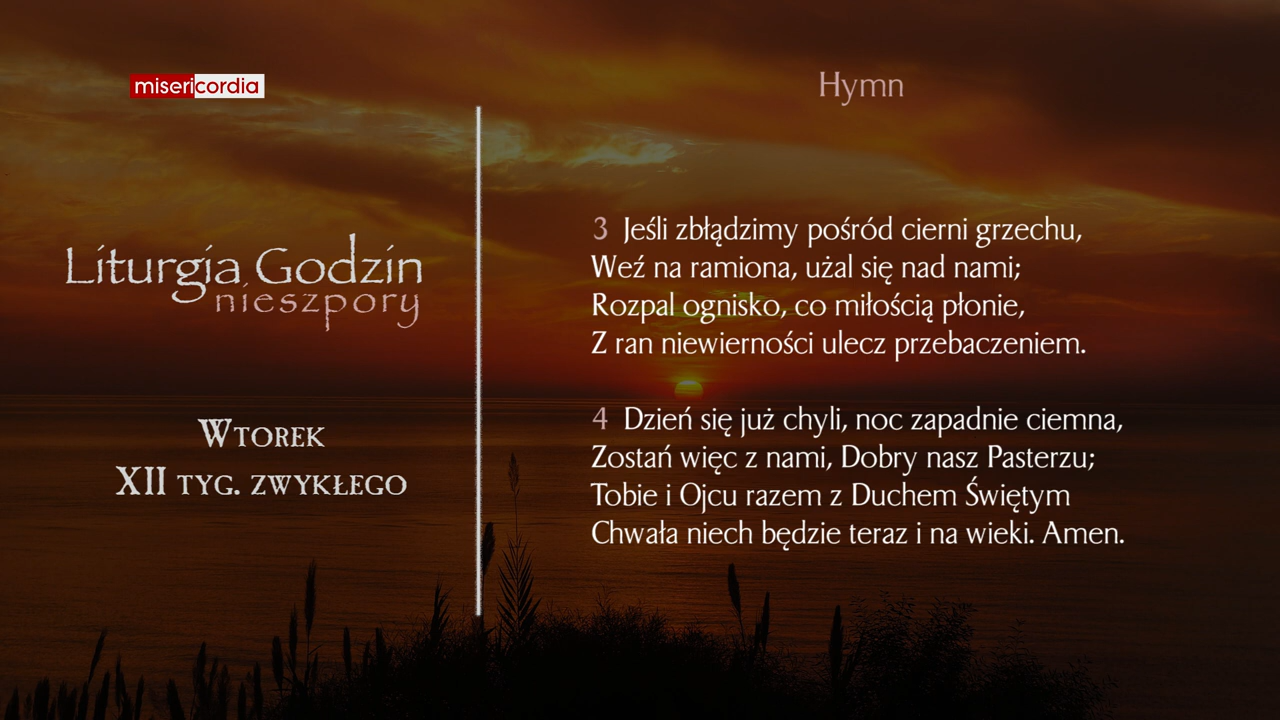 misericordia
Hymn
Liturgia Godzin
nieszpory
Wtorek
XII tyg. zwykłego
3 Jeśli zbłądzimy pośród cierni grzechu,
Weź na ramiona, użal się nad nami;
Rozpal ognisko, co miłością płonie,
Z ran niewierności ulecz przebaczeniem.
4 Dzień się już chyli, noc zapadnie ciemna,
Zostań więc z nami, Dobry nasz Pasterzu;
Tobie i Ojcu razem z Duchem Świętym
Chwała niech będzie teraz i na wieki. Amen.